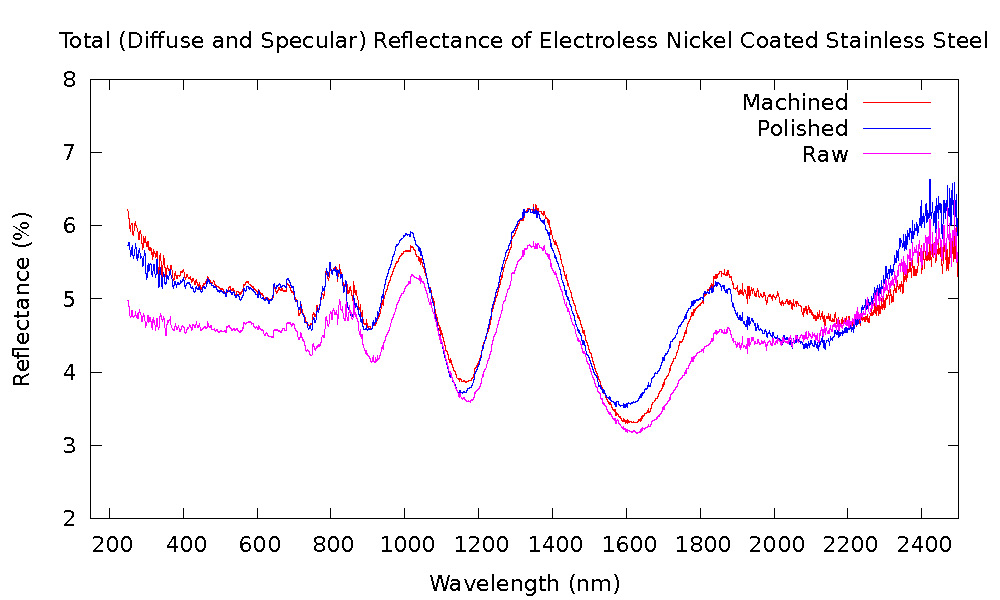 Total (Diffuse and Specular) Reflectance of Electroless Nickel Coated Stainless Steel
8
7
6
5
4
3
2
Reflectance (%)
Machined
Polished
Raw
200 400 600 800 1000 1200 1400 1600 1800 2000 2200 2400
Wavelength (nm)